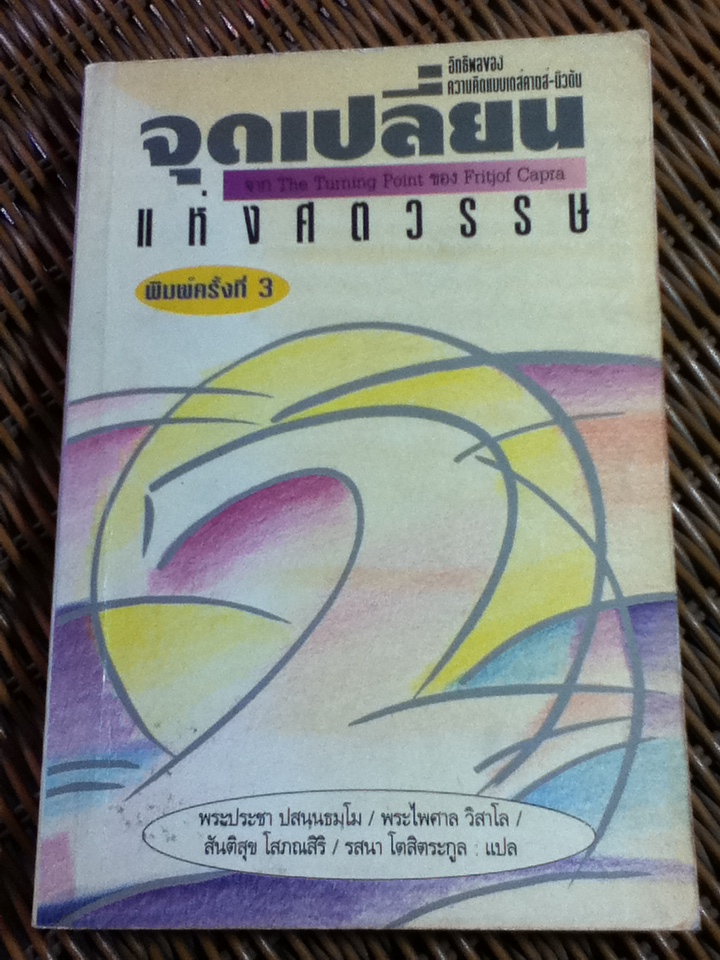 อิทธิพลของ
ความคิดแบบเดส์คาตส์-นิวตัน
จุดเปลี่ยน
จาก The Turning Point ของ Fritjof Capra
แห่งศตวรรษ
พิมพ์ครั้งที่ 3
2
พระประชา ปสนฺนธมฺโม / พระไพศาล วิสาโล /
สันติสุข โสภณสิริ / รสนา โตสิตระกูล : แปล